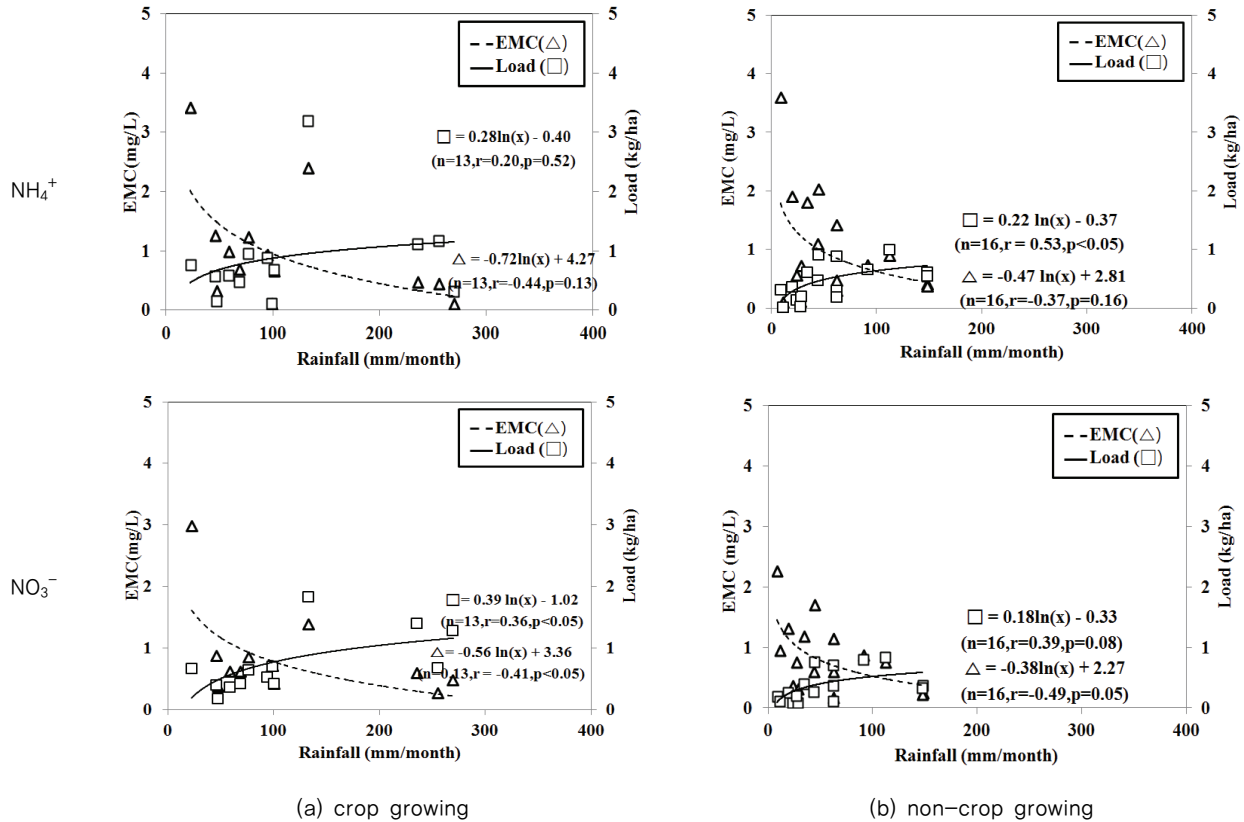 NH₄⁺
5
4
3
2
1
0
EMC(mg/L)
EMC(△)
Load (□)
□ = 0.28ln(x) - 0.40
(n=13,r=0.20,p=0.52)
△ = -0.72ln(x) + 4.27
(n=13,r=-0.44,p=0.13)
5
4
3
2
1
0
Load (kg/ha)
0 100 200 300 400
Rainfall (mm/month)
5
4
3
2
1
0
EMC (mg/L)
EMC(△)
Load (□)
□ = 0.22 ln(x) - 0.37
(n=16,r = 0.53,p<0.05)
△ = -0.47 ln(x) + 2.81
(n=16,r=-0.37,p=0.16)
5
4
3
2
1
0
Load (kg/ha)
0 100 200 300 400
Rainfall (mm/month)
NO₃⁻
5
4
3
2
1
0
EMC(mg/L)
EMC(△)
Load (□)
□ = 0.39 ln(x) - 1.02
(n=13,r=0.36,p<0.05)
△ = -0.56 ln(x) + 3.36
(n=0.13,r = -0.41,p<0.05)
5
4
3
2
1
0
Load (kg/ha)
0 100 200 300 400
Rainfall (mm/month)
5
4
3
2
1
0
EMC (mg/L)
EMC(△)
Load (□)
□ = 0.18ln(x) - 0.33
(n=16,r=0.39,p=0.08)
△ = -0.38ln(x) + 2.27
(n=16,r=-0.49,p=0.05)
5
4
3
2
1
0
Load (kg/ha)
0 100 200 300 400
Rainfall (mm/month)
(a) crop growing
(b) non-crop growing